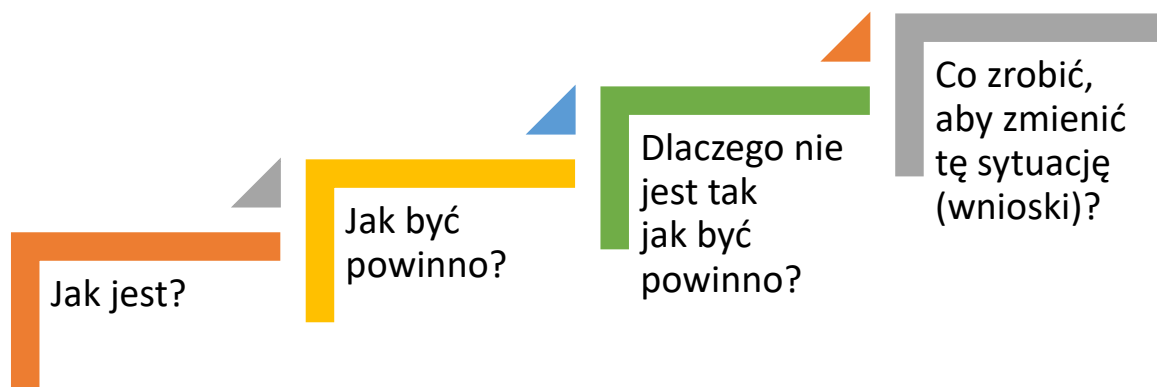 Jak jest?
Jak być
powinno?
Dlaczego nie
jest tak
jak być
powinno?
Co zrobić,
aby zmienić
tę sytuację
(wnioski)?